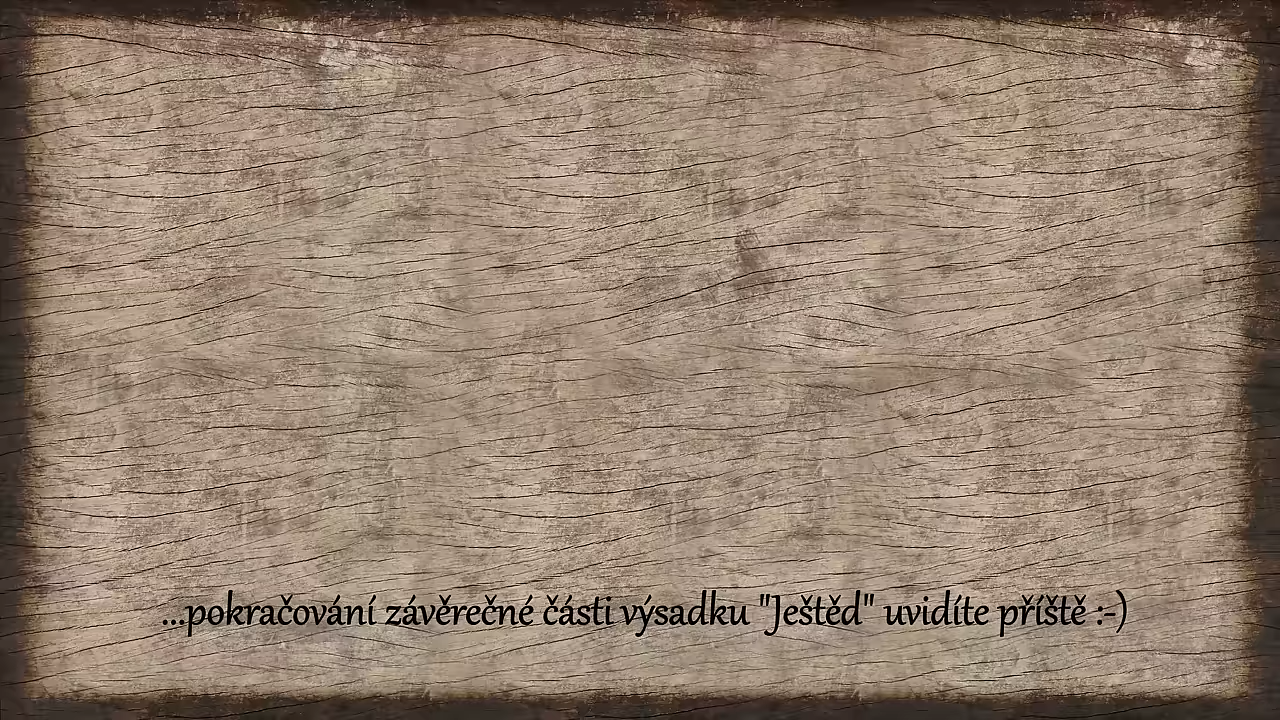 ...pokračování závěrečné části výsadku "Ještěd" uvidíte příště :-)